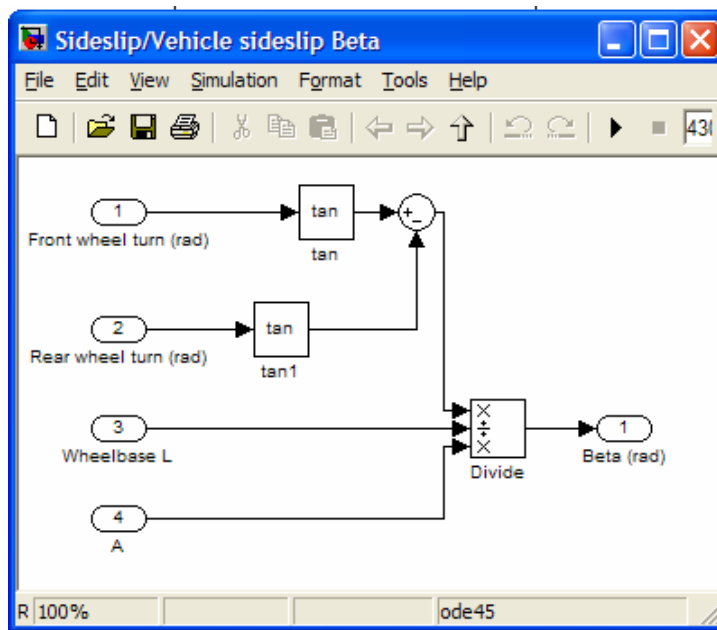 Sideslip/Vehicle sideslip Beta
File Edit View Simulation Format Tools Help
430
1
Front wheel turn (rad)
tan
tan
+
-
2
Rear wheel turn (rad)
tan
tan1
3
Wheelbase L
×
÷
×
Divide
1
Beta (rad)
4
A
R 100% ode45